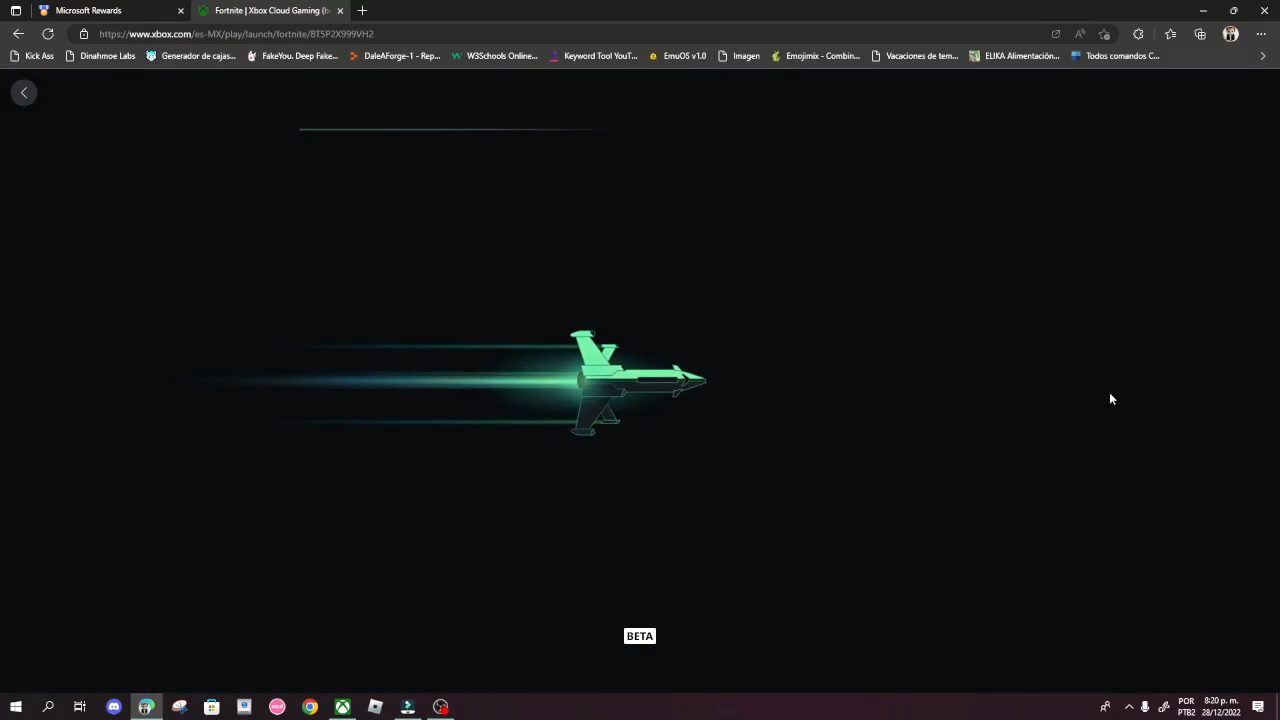 Microsoft Rewards
Fortnite | Xbox Cloud Gaming (b
https://www.xbox.com/es-MX/play/launch/fortnite/BT5P2X999VH2
Kick Ass
Dinahmoe Labs
Generador de cajas...
FakeYou. Deep Fake...
DaleAForge-1 - Rep...
W3Schools Online...
Keyword Tool YouT...
EmuOS v1.0
Imagen
Emojimix - Combin...
Vacaciones de tem...
ELIKA Alimentación...
Todos comandos C...
BETA
POR
PTB2
8:20 p. m.
28/12/2022